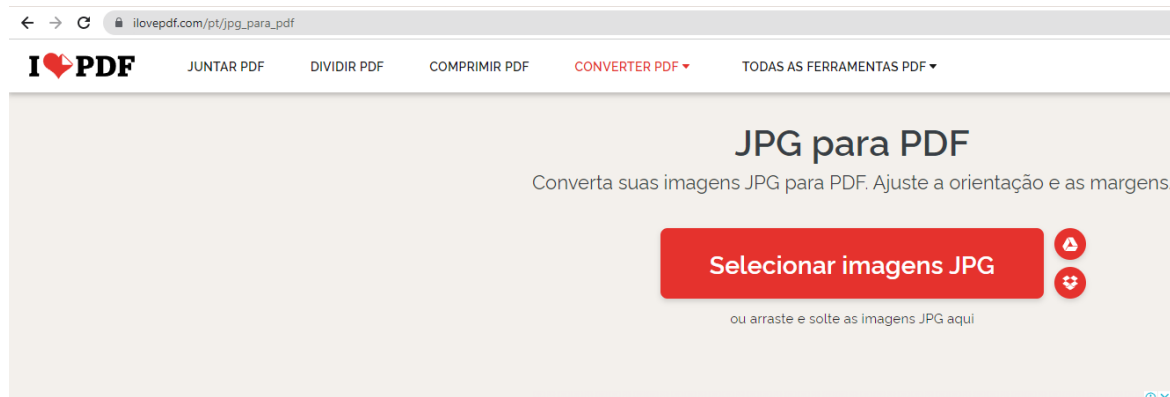 ilovepdf.com/pt/jpg_para_pdf
I PDF
JUNTAR PDF DIVIDIR PDF COMPRIMIR PDF CONVERTER PDF TODAS AS FERRAMENTAS PDF
JPG para PDF
Converta suas imagens JPG para PDF. Ajuste a orientação e as margens.
Selecionar imagens JPG
ou arraste e solte as imagens JPG aqui